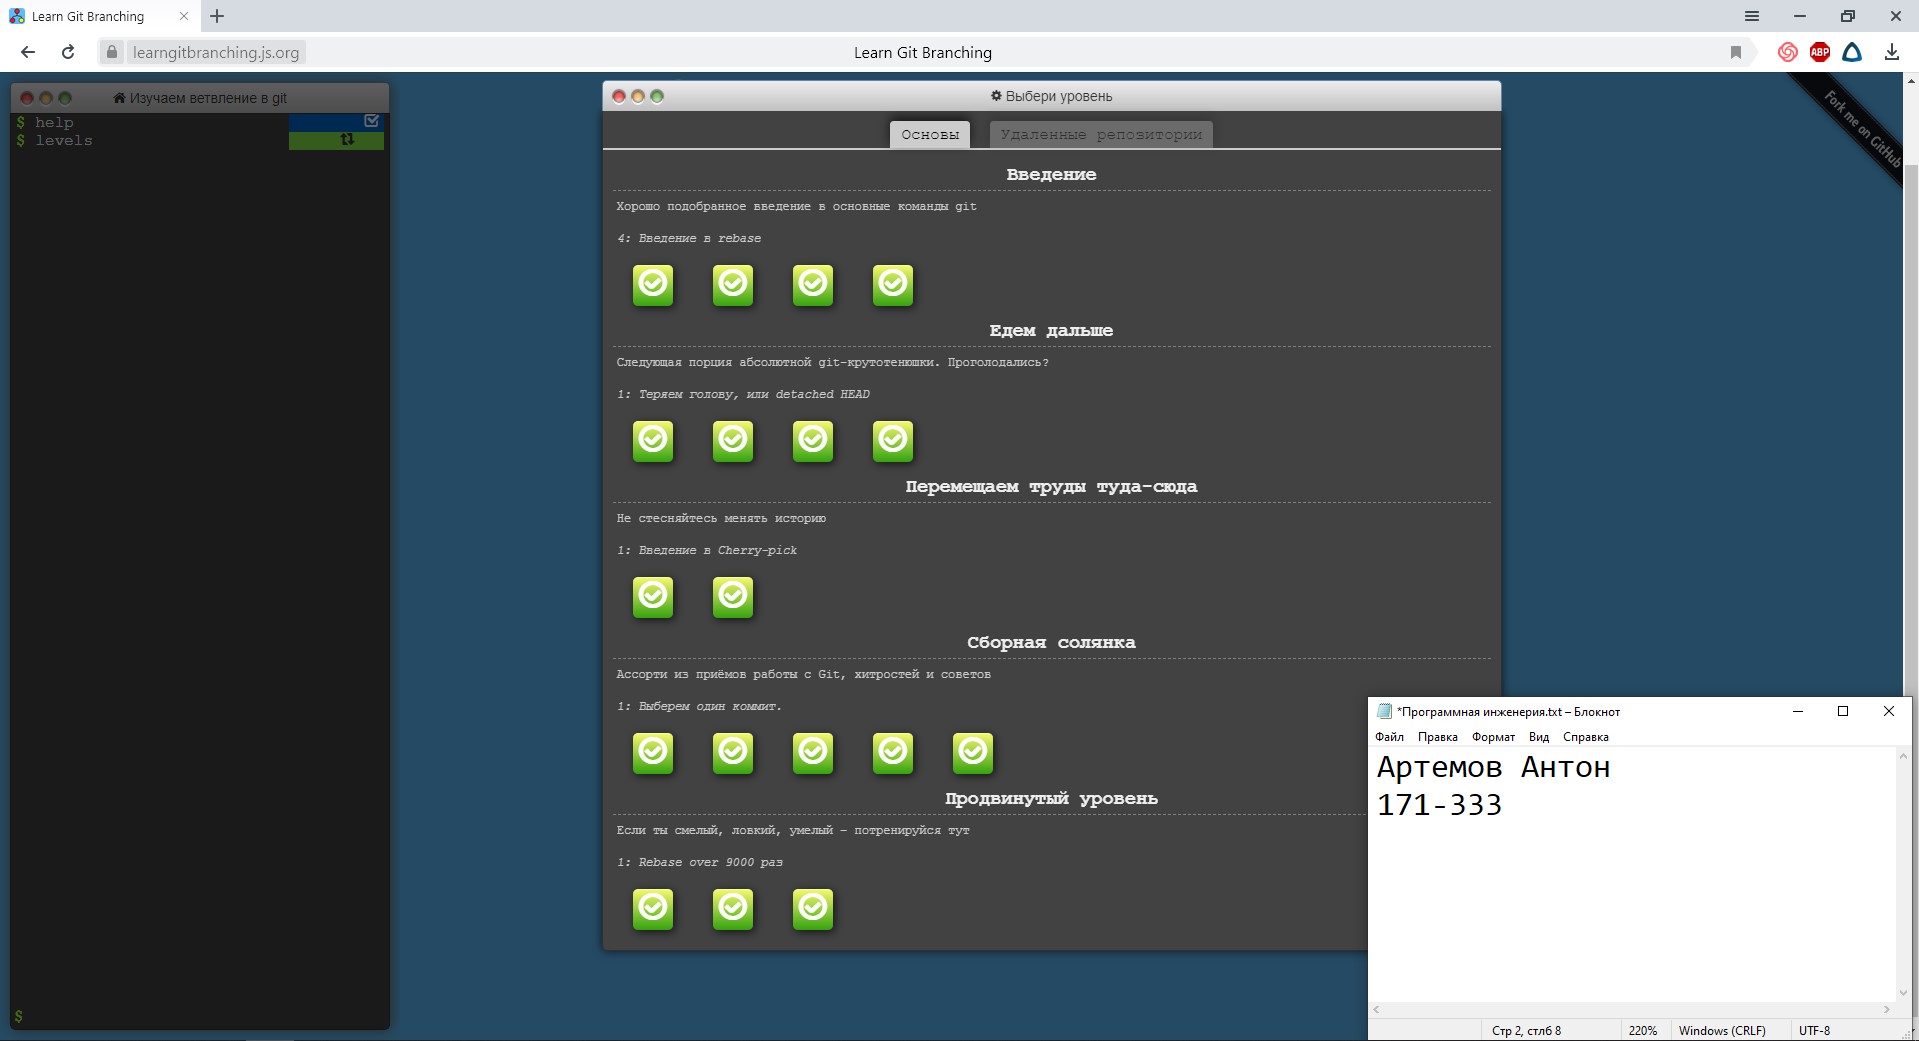 Learn Git Branching
learngitbranching.js.org
Learn Git Branching
ABP
Изучаем ветвление в git
$ help
$ levels
$
Выбери уровень
Основы
Удаленные репозитории
Введение
Хорошо подобранное введение в основные команды git
4: Введение в rebase
Едем дальше
Следующая порция абсолютной git-крутотенюшки. Проголодались?
1: Теряем голову, или detached HEAD
Перемещаем труды туда-сюда
Не стесняйтесь менять историю
1: Введение в Cherry-pick
Сборная солянка
Ассорти из приёмов работы с Git, хитростей и советов
1: Выберем один коммит.
Продвинутый уровень
Если ты смелый, ловкий, умелый - потренируйся тут
1: Rebase over 9000 раз
Fork me on GitHub
*Программная инженерия.txt – Блокнот
Файл Правка Формат Вид Справка
Артемов Антон
171-333
Стр 2, стлб 8 220% Windows (CRLF) UTF-8